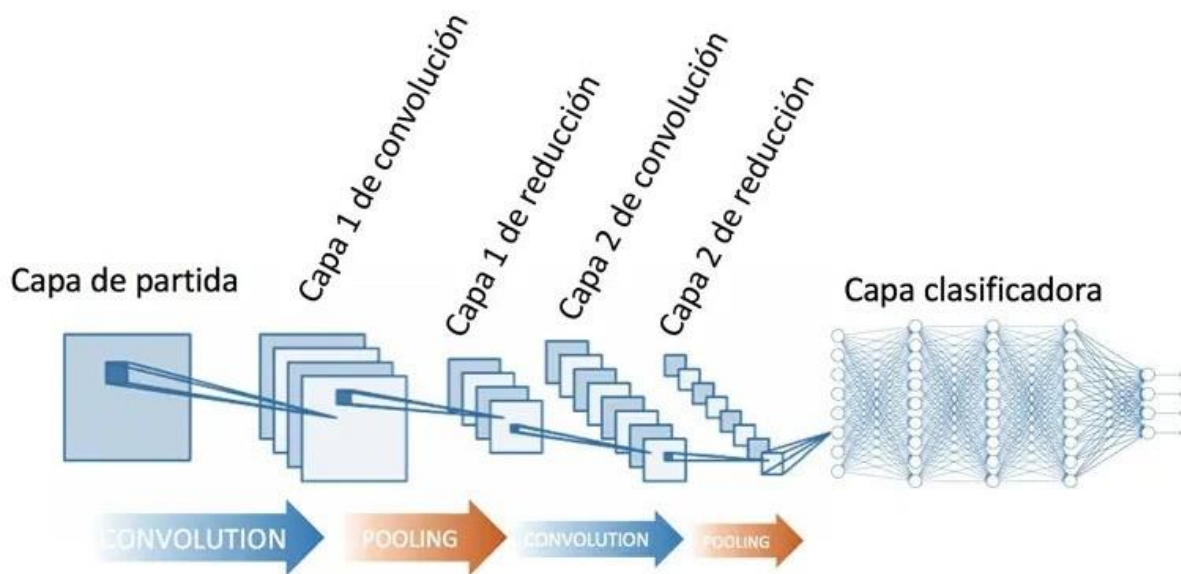 Capa de partida
Capa 1 de convolución
Capa 1 de reducción
Capa 2 de convolución
Capa 2 de reducción
Capa clasificadora
CONVOLUTION
POOLING
CONVOLUTION
POOLING